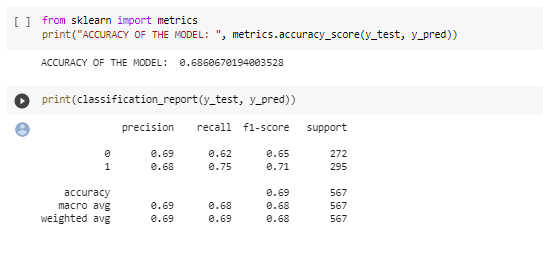 [ ] from sklearn import metrics
print("ACCURACY OF THE MODEL: ", metrics.accuracy_score(y_test, y_pred))
ACCURACY OF THE MODEL:  0.6860670194003528
print(classification_report(y_test, y_pred))
precision recall f1-score support
0 0.69 0.62 0.65 272
1 0.68 0.75 0.71 295
accuracy 0.69 567
macro avg 0.69 0.68 0.68 567
weighted avg 0.69 0.69 0.68 567